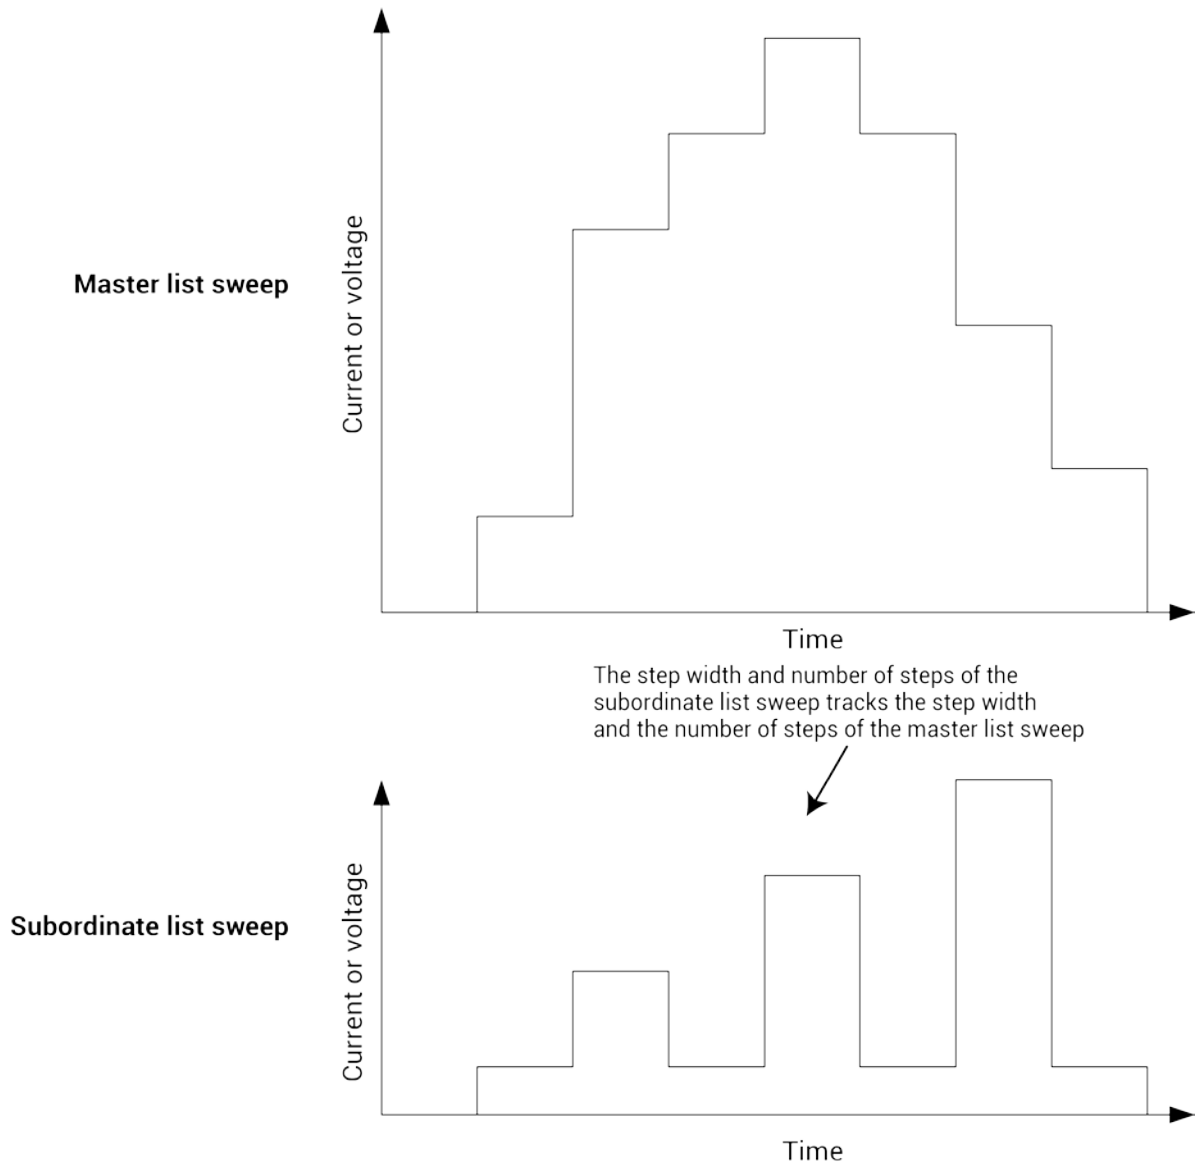 Current or voltage
Master list sweep
Time
The step width and number of steps of the
subordinate list sweep tracks the step width
and the number of steps of the master list sweep
Current or voltage
Subordinate list sweep
Time